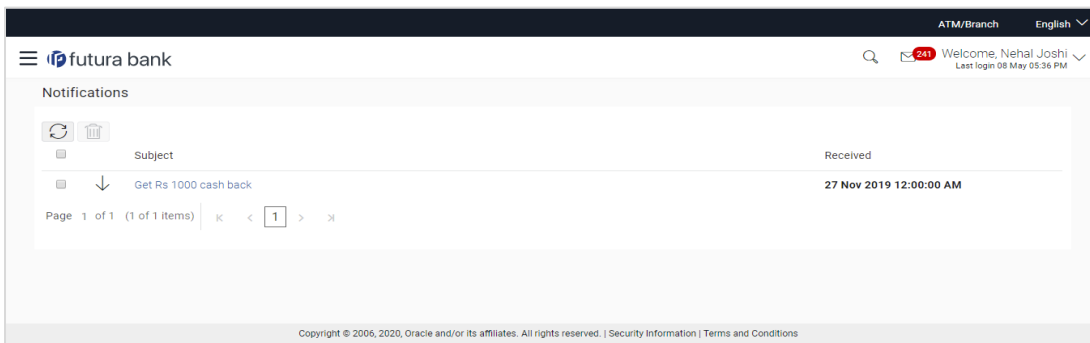 ATM/Branch English
futura bank 241 Welcome, Nehal Joshi
Last login 08 May 05:36 PM
Notifications
Subject Received
Get Rs 1000 cash back 27 Nov 2019 12:00:00 AM
Page 1 of 1 (1 of 1 items) 1
Copyright © 2006, 2020, Oracle and/or its affiliates. All rights reserved. | Security Information | Terms and Conditions